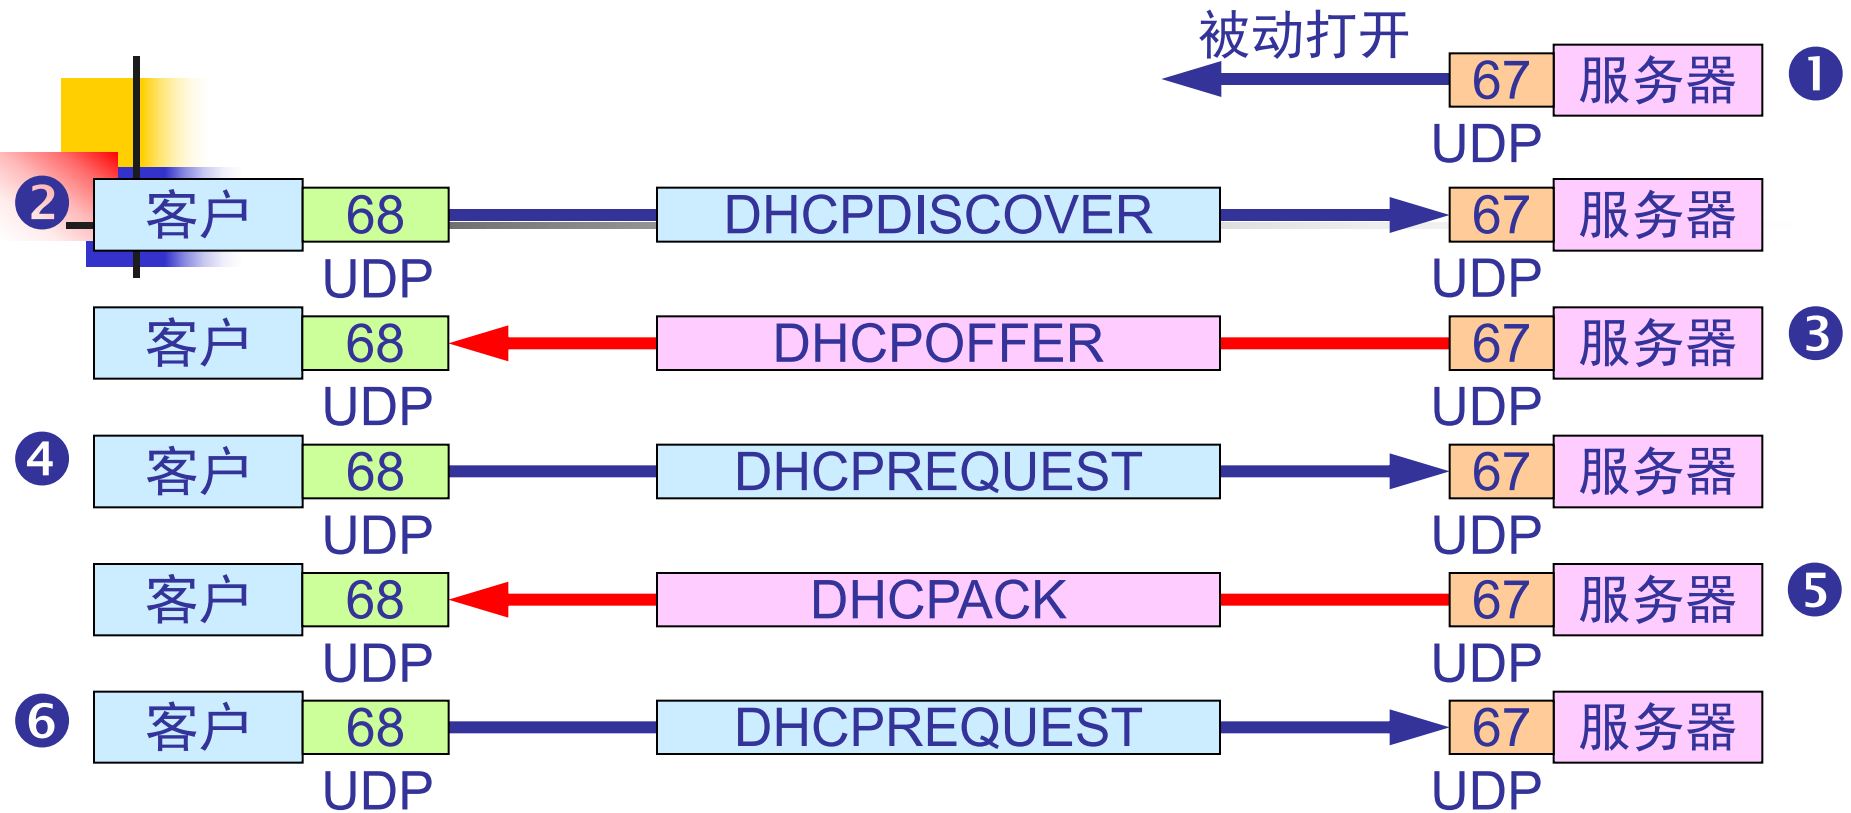 被动打开
67 服务器 ❶
UDP
❷ 客户 68 DHCPDISCOVER 67 服务器
UDP UDP
客户 68 DHCPOFFER 67 服务器 ❸
UDP UDP
❹ 客户 68 DHCPREQUEST 67 服务器
UDP UDP
客户 68 DHCPACK 67 服务器 ❺
UDP UDP
❻ 客户 68 DHCPREQUEST 67 服务器
UDP UDP